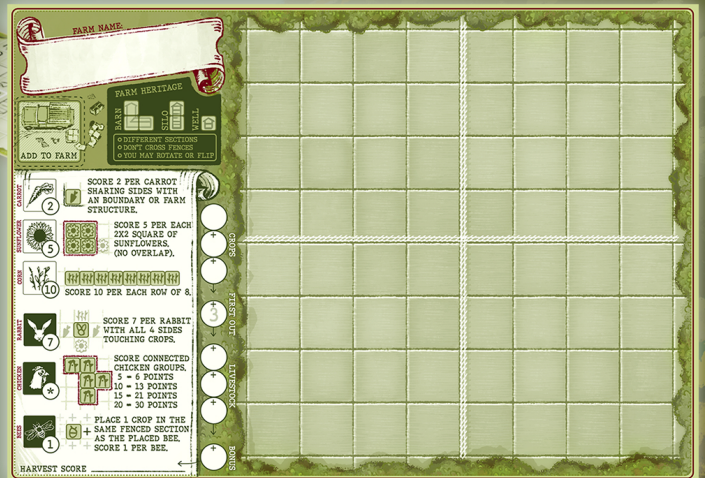 FARM NAME:
FARM HERITAGE
BARN
SILO
WELL
DIFFERENT SECTIONS
DON'T CROSS FENCES
YOU MAY ROTATE OR FLIP
ADD TO FARM
CARROT
2
SCORE 2 PER CARROT
SHARING SIDES WITH
AN BOUNDARY OR FARM
STRUCTURE.
SUNFLOWER
5
SCORE 5 PER EACH
2X2 SQUARE OF
SUNFLOWERS.
(NO OVERLAP).
CORN
10
SCORE 10 PER EACH ROW OF 8.
RABBIT
7
SCORE 7 PER RABBIT
WITH ALL 4 SIDES
TOUCHING CROPS.
CHICKEN
*
SCORE CONNECTED
CHICKEN GROUPS.
5 = 6 POINTS
10 = 13 POINTS
15 = 21 POINTS
20 = 30 POINTS
BEES
1
+
PLACE 1 CROP IN THE
SAME FENCED SECTION
AS THE PLACED BEE.
SCORE 1 PER BEE.
HARVEST SCORE
+
+
CROPS
+
3
FIRST OUT
+
+
LIVESTOCK
+
BONUS